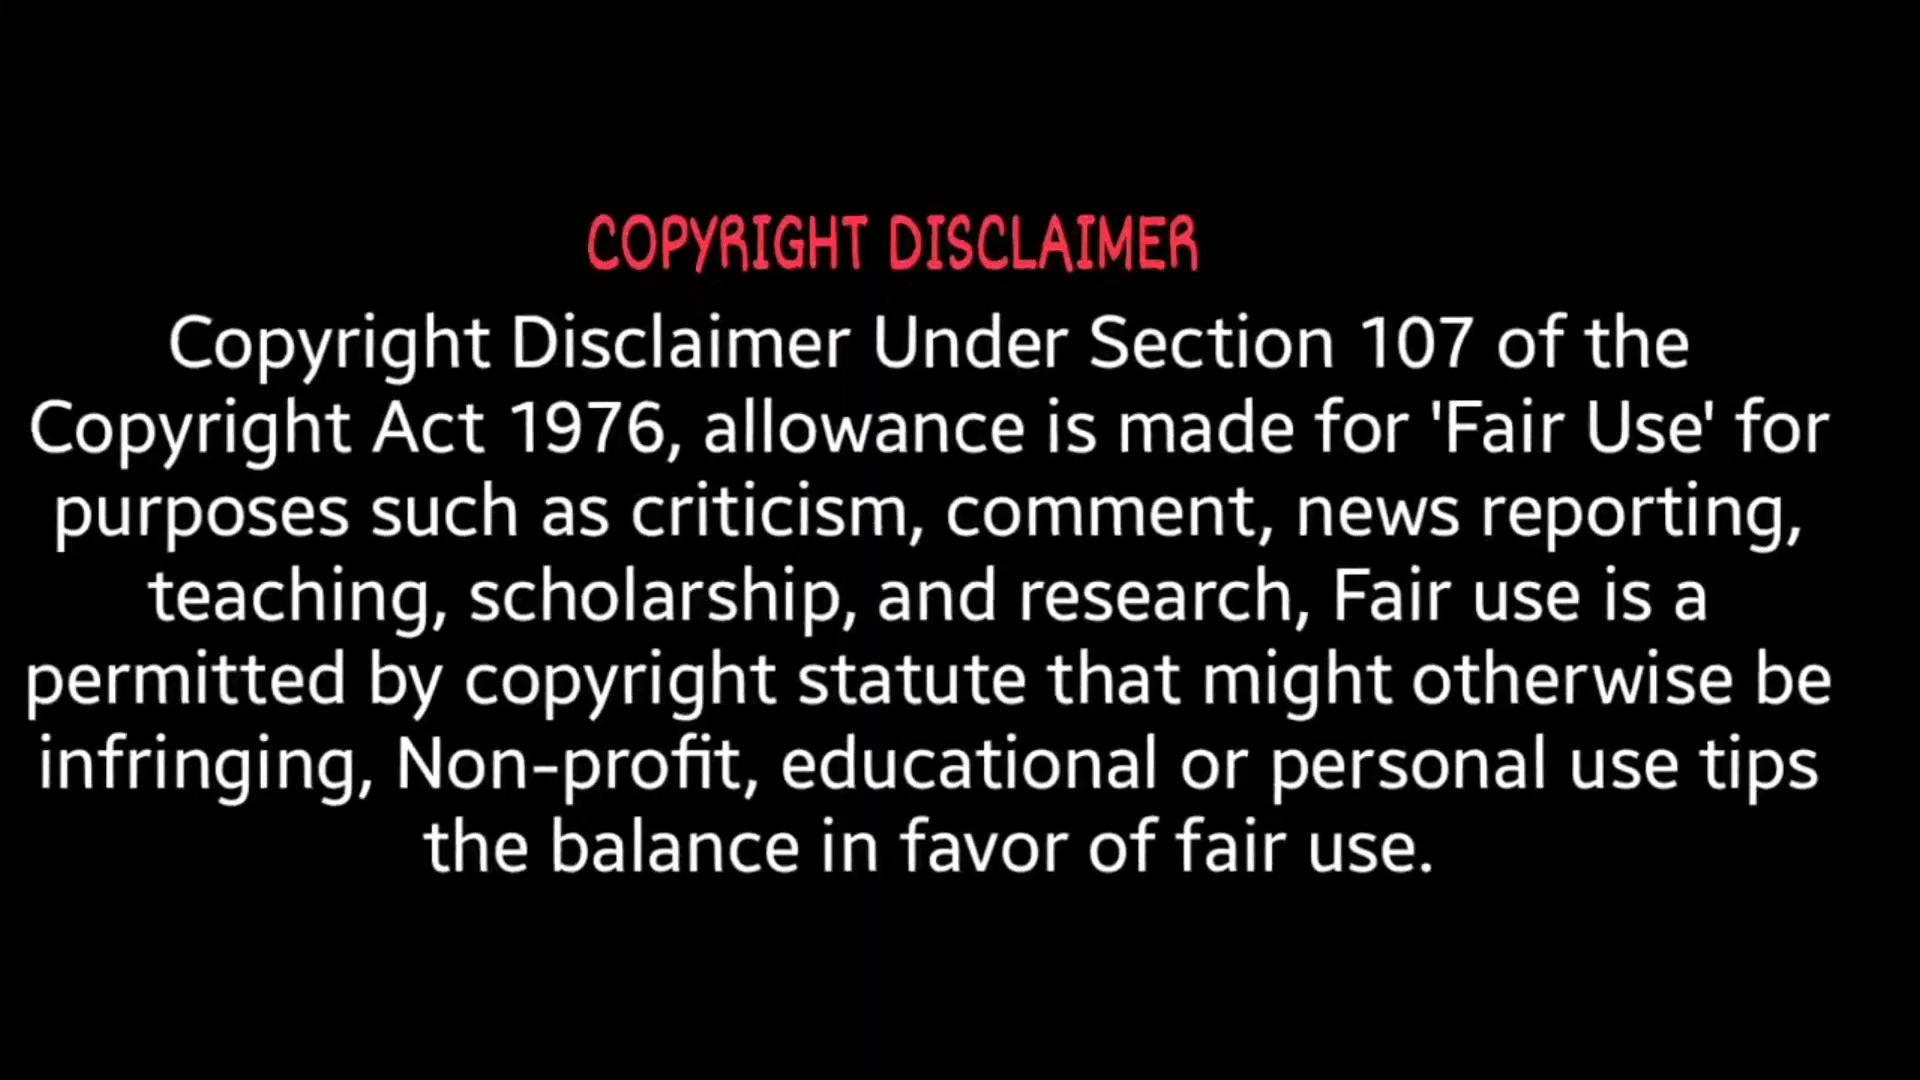 COPYRIGHT DISCLAIMER
Copyright Disclaimer Under Section 107 of the
Copyright Act 1976, allowance is made for 'Fair Use' for
purposes such as criticism, comment, news reporting,
teaching, scholarship, and research, Fair use is a
permitted by copyright statute that might otherwise be
infringing, Non-profit, educational or personal use tips
the balance in favor of fair use.